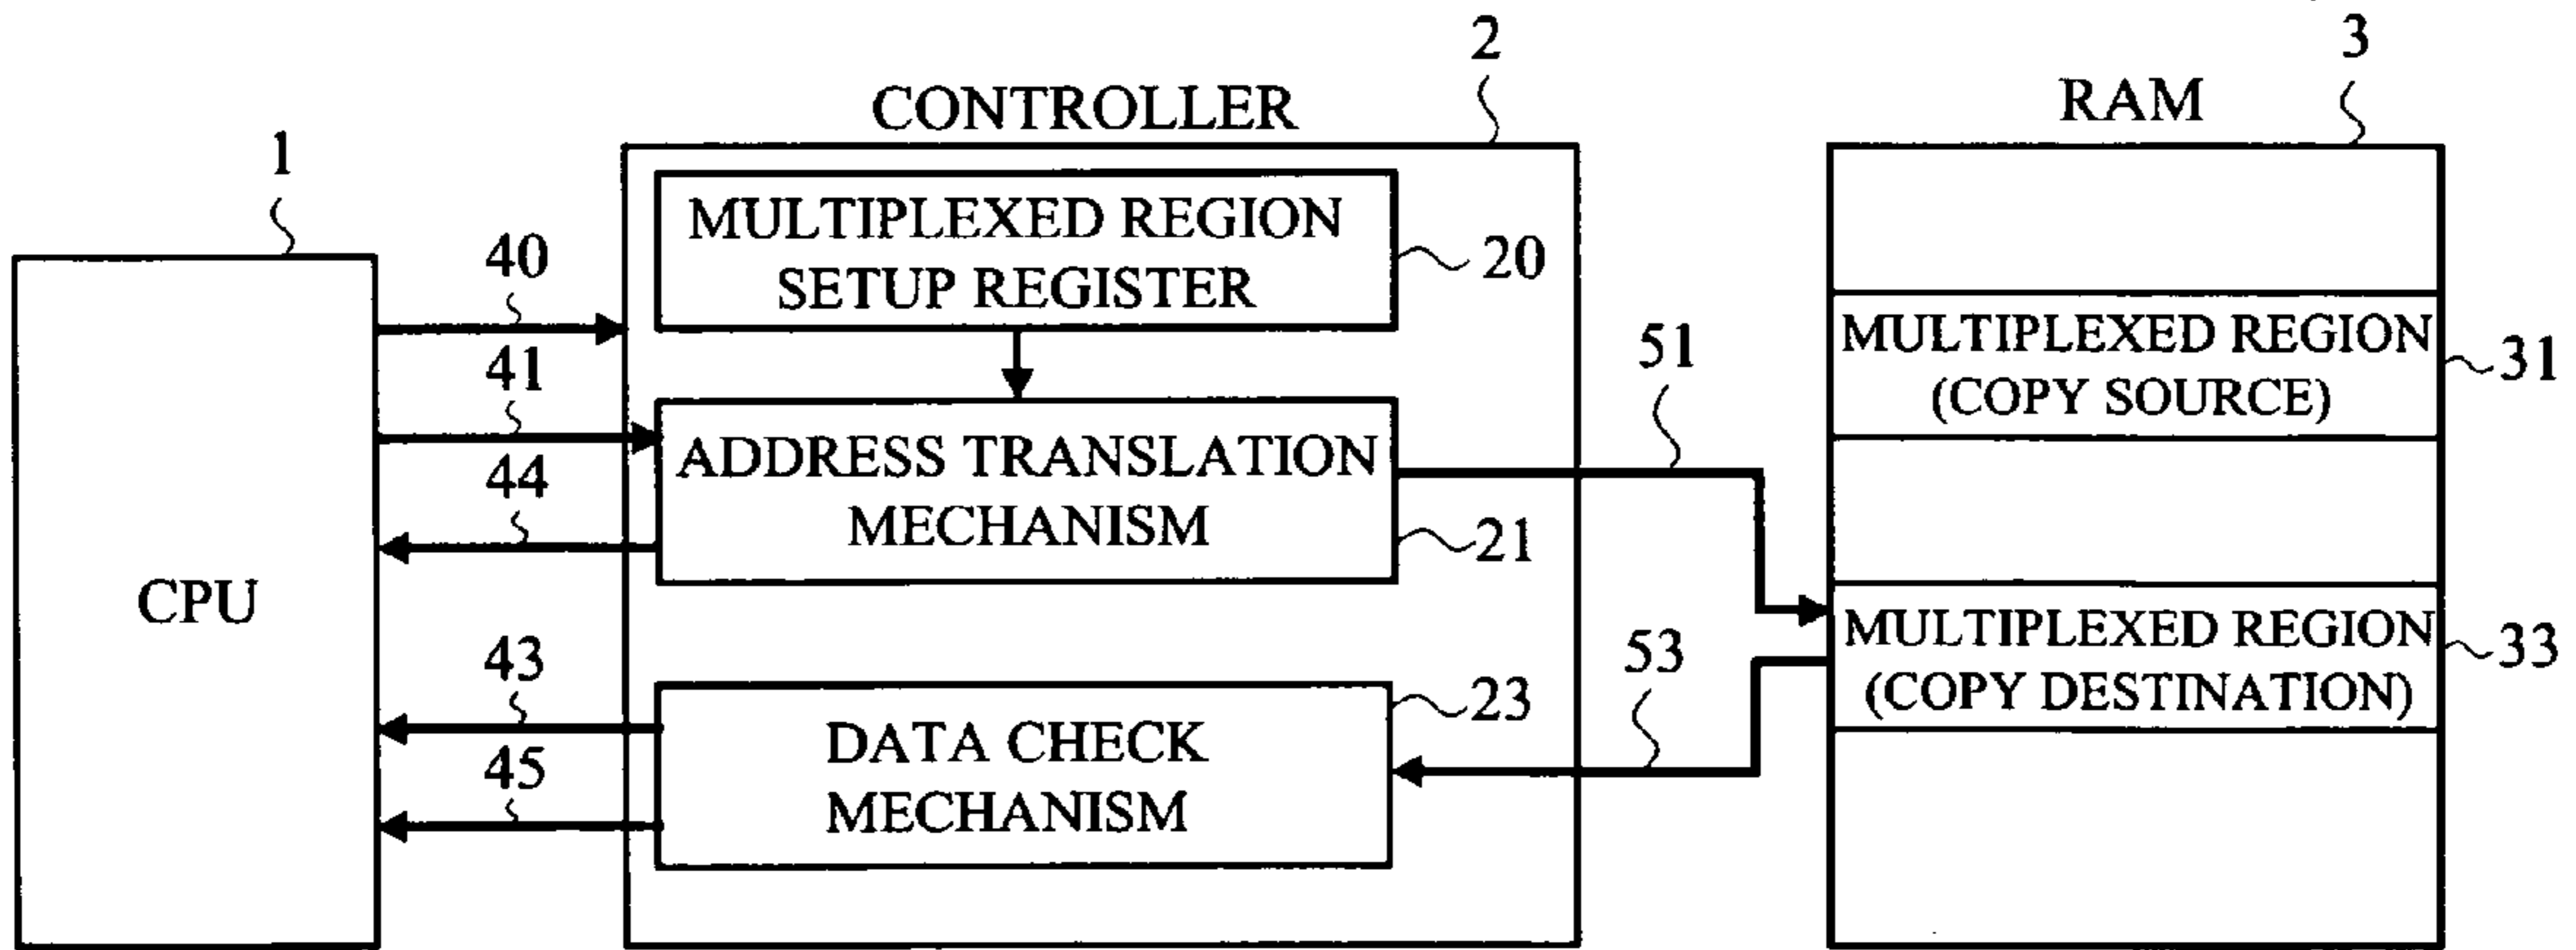 2
3
CONTROLLER
RAM
1
MULTIPLEXED REGION
SETUP REGISTER
20
40
41
44
MULTIPLEXED REGION
(COPY SOURCE)
31
51
ADDRESS TRANSLATION
MECHANISM
21
CPU
MULTIPLEXED REGION
(COPY DESTINATION)
33
53
43
45
DATA CHECK
MECHANISM
23